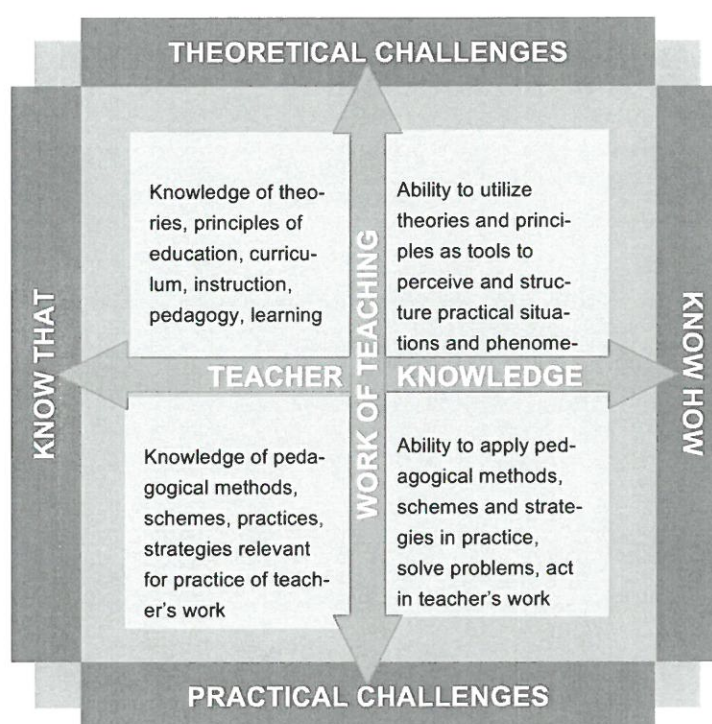 THEORETICAL CHALLENGES
KNOW THAT
Knowledge of theo-
ries, principles of
education, curricu-
lum, instruction,
pedagogy, learning
Ability to utilize
theories and princi-
ples as tools to
perceive and struc-
ture practical situa-
tions and phenome-
KNOW HOW
WORK OF TEACHING
TEACHER KNOWLEDGE
Knowledge of peda-
gogical methods,
schemes, practices,
strategies relevant
for practice of teach-
er's work
Ability to apply ped-
agogical methods,
schemes and strate-
gies in practice,
solve problems, act
in teacher's work
PRACTICAL CHALLENGES